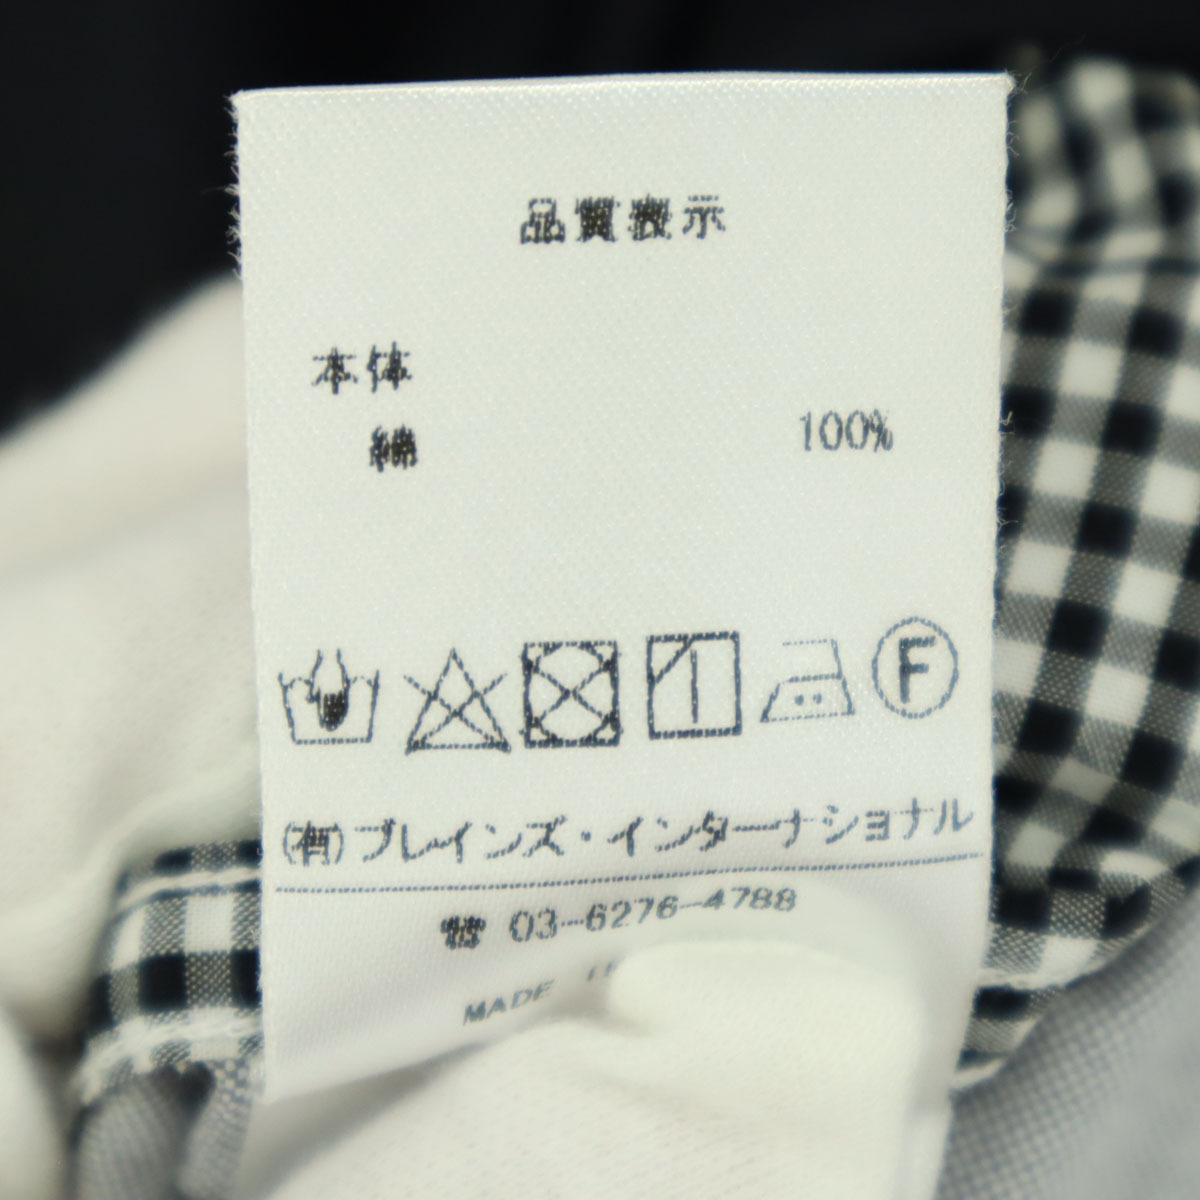 品質表示
本体
綿 100%
F
(有)ブレインズ・インターナショナル
☎ 03-6276-4788
MADE